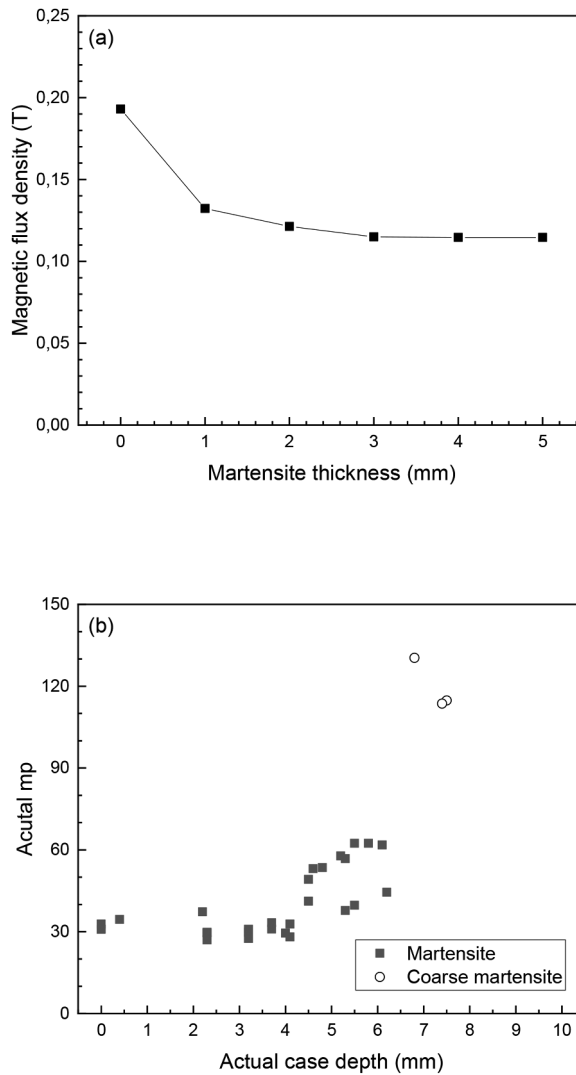 (a)
0,25
0,20
0,15
0,10
0,05
0,00
Magnetic flux density (T)
0 1 2 3 4 5
Martensite thickness (mm)
(b)
150
120
90
60
30
0
Acutal mp
Martensite
Coarse martensite
0 1 2 3 4 5 6 7 8 9 10
Actual case depth (mm)